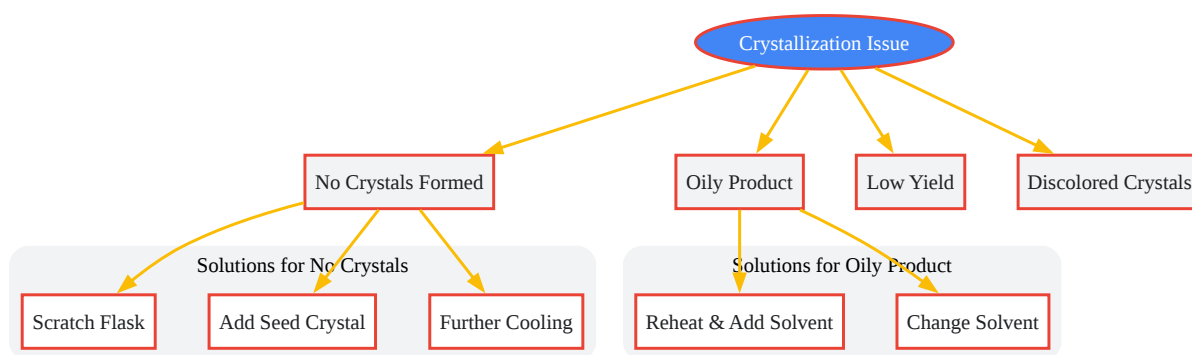 Crystallization Issue
No Crystals Formed
Oily Product
Low Yield
Discolored Crystals
Solutions for No Crystals
Solutions for Oily Product
Scratch Flask
Add Seed Crystal
Further Cooling
Reheat & Add Solvent
Change Solvent